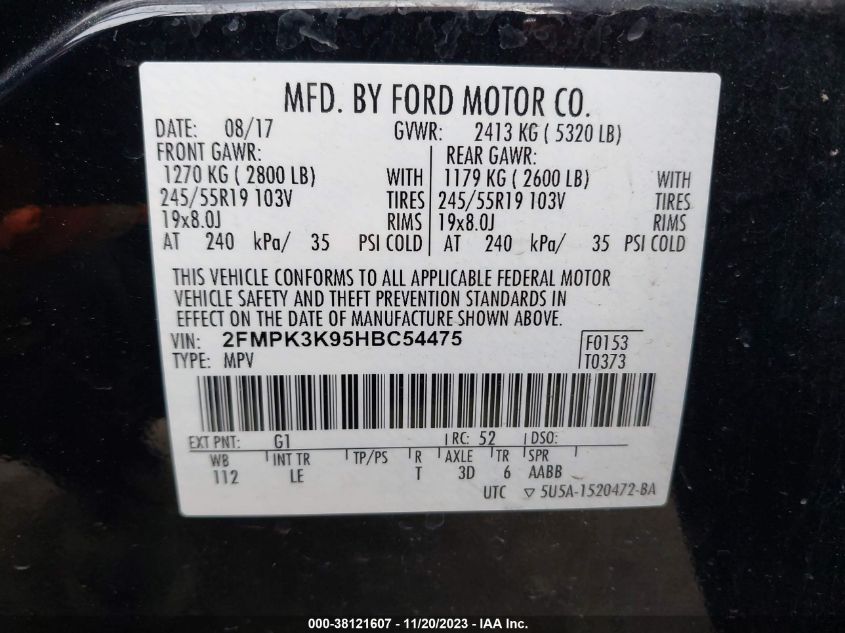 MFD. BY FORD MOTOR CO.
DATE: 08/17 GVWR: 2413 KG ( 5320 LB)
FRONT GAWR: REAR GAWR:
1270 KG ( 2800 LB) WITH 1179 KG ( 2600 LB) WITH
245/55R19 103V TIRES 245/55R19 103V TIRES
19x8.0J RIMS 19x8.0J RIMS
AT 240 kPa/ 35 PSI COLD AT 240 kPa/ 35 PSI COLD
THIS VEHICLE CONFORMS TO ALL APPLICABLE FEDERAL MOTOR
VEHICLE SAFETY AND THEFT PREVENTION STANDARDS IN
EFFECT ON THE DATE OF MANUFACTURE SHOWN ABOVE.
VIN: 2FMPK3K95HBC54475 F0153
TYPE: MPV T0373
EXT PNT: G1 RC: 52 DSO:
WB INT TR TP/PS R AXLE TR SPR
112 LE T 3D 6 AABB
UTC ▽ 5U5A-1520472-BA
000-38121607 - 11/20/2023 - IAA Inc.